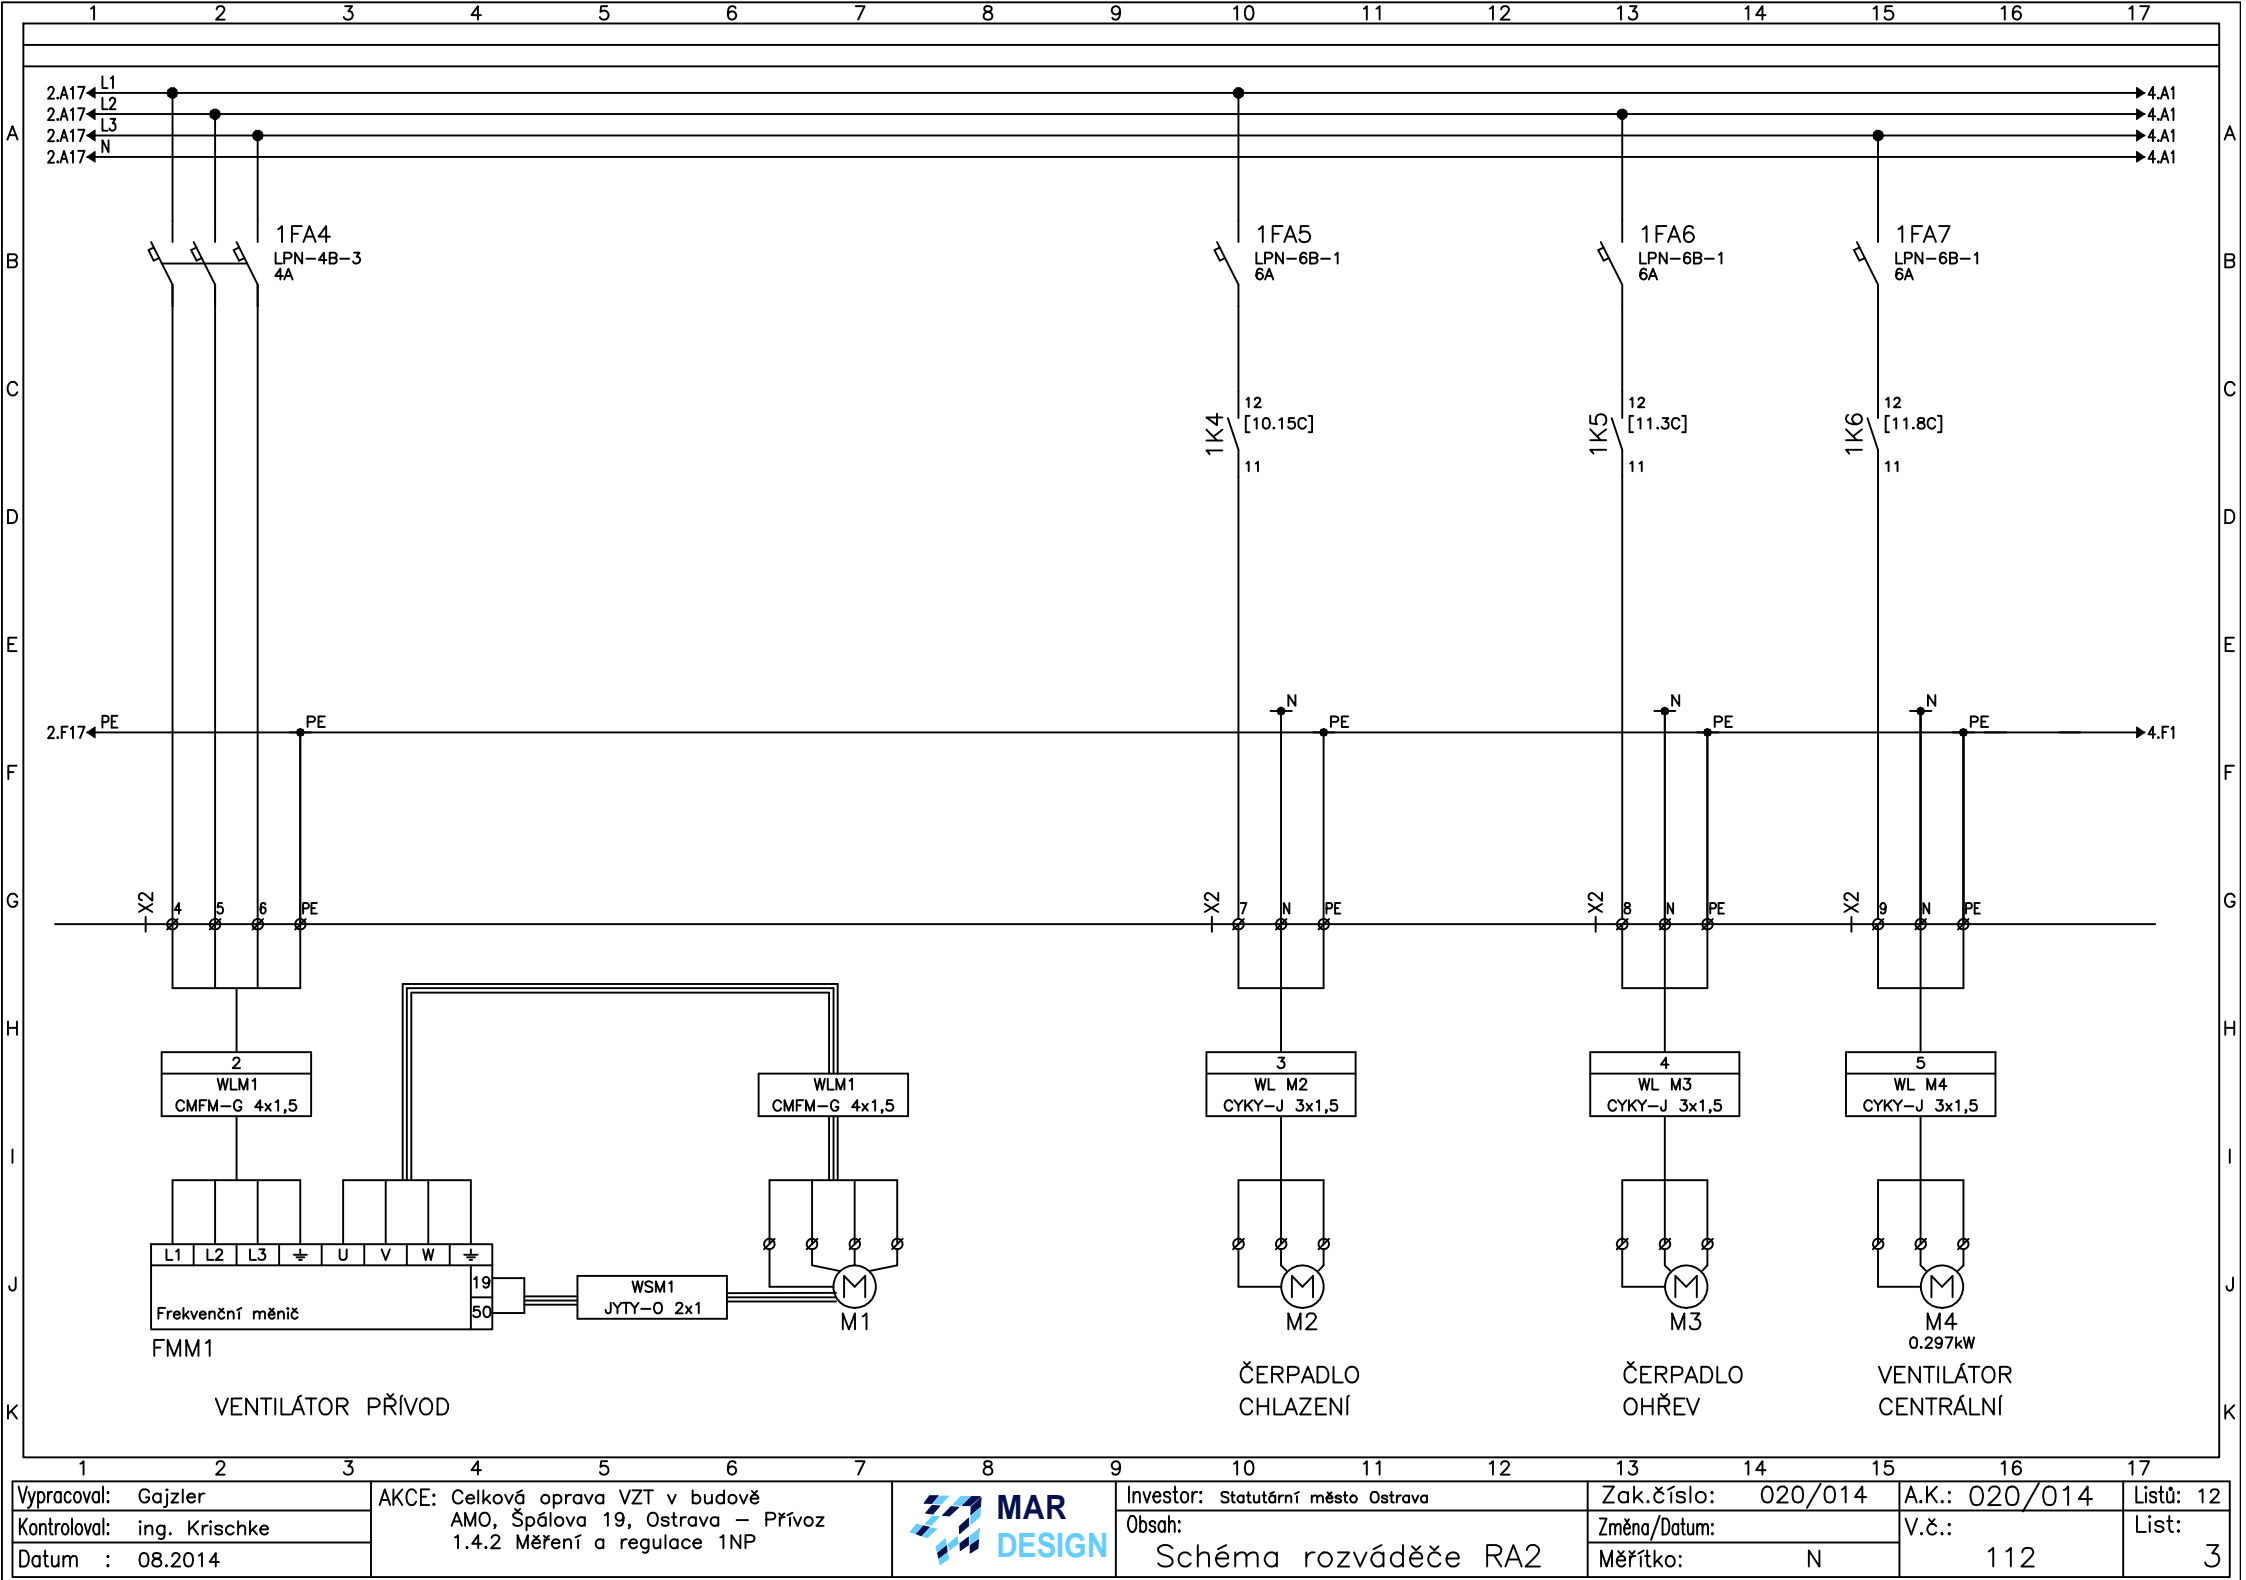 1 2 3 4 5 6 7 8 9 10 11 12 13 14 15 16 17
2.A17 L1 4.A1
2.A17 L2 4.A1
A 2.A17 L3 4.A1 A
2.A17 N 4.A1
1FA4 1FA5 1FA6 1FA7
B LPN-4B-3 LPN-6B-1 LPN-6B-1 LPN-6B-1 B
4A 6A 6A 6A
C C
12 12 12
1K4 [10.15C] 1K5 [11.3C] 1K6 [11.8C]
11 11 11
D D
E E
N N N
2.F17 PE PE PE PE PE 4.F1
F F
G X2 4 5 6 PE X2 7 N PE X2 8 N PE X2 9 N PE G
H H
2 3 4 5
WLM1 WLM1 WL M2 WL M3 WL M4
CMFM-G 4x1,5 CMFM-G 4x1,5 CYKY-J 3x1,5 CYKY-J 3x1,5 CYKY-J 3x1,5
I I
L1 L2 L3 U V W
J 19 WSM1 M M M M J
Frekvenční měnič 50 JYTY-O 2x1
FMM1 M1 M2 M3 M4
0.297kW
ČERPADLO ČERPADLO VENTILÁTOR
K VENTILÁTOR PŘÍVOD CHLAZENÍ OHŘEV CENTRÁLNÍ K
1 2 3 4 5 6 7 8 9 10 11 12 13 14 15 16 17
Vypracoval: Gajzler
Kontroloval: ing. Krischke
Datum : 08.2014
AKCE: Celková oprava VZT v budově
AMO, Špálova 19, Ostrava – Přívoz
1.4.2 Měření a regulace 1NP
MAR
DESIGN
Investor: Statutární město Ostrava
Obsah:
Schéma rozváděče RA2
Zak.číslo: 020/014
Změna/Datum:
Měřítko: N
A.K.: 020/014
V.č.:
112
Listů: 12
List:
3